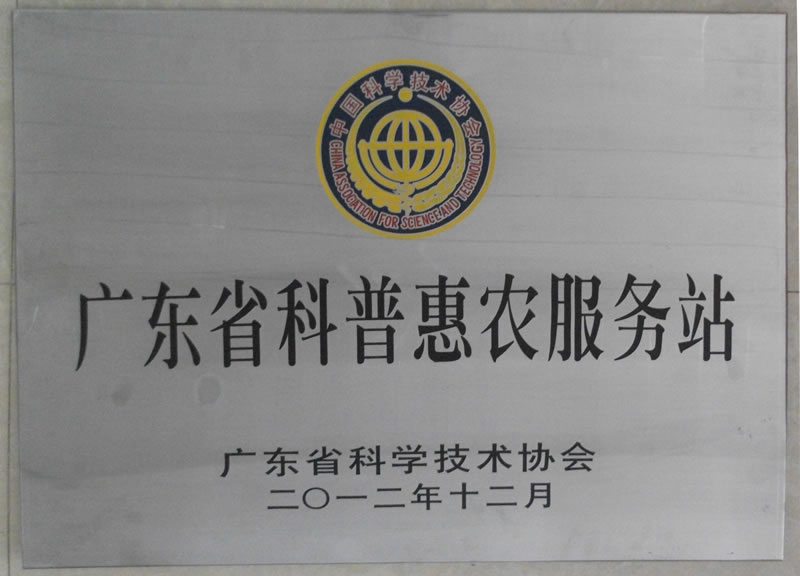 中国科学技术协会
CHINA ASSOCIATION FOR SCIENCE AND TECHNOLOGY
广东省科普惠农服务站
广东省科学技术协会
二〇一二年十二月